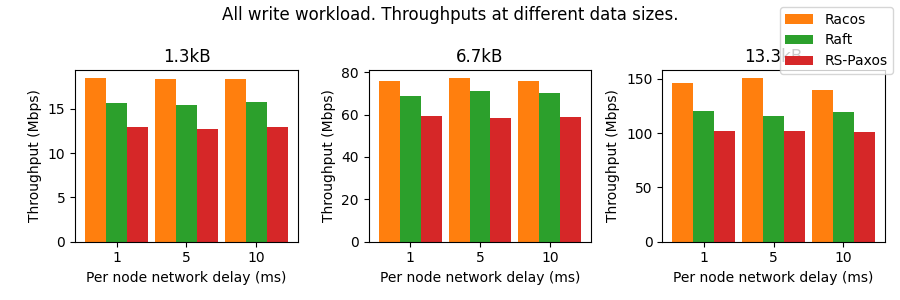 All write workload. Throughputs at different data sizes.
Racos
Raft
RS-Paxos
1.3kB
Throughput (Mbps)
15
10
5
0
1
5
10
Per node network delay (ms)
6.7kB
Throughput (Mbps)
80
60
40
20
0
1
5
10
Per node network delay (ms)
13.3kB
Throughput (Mbps)
150
100
50
0
1
5
10
Per node network delay (ms)